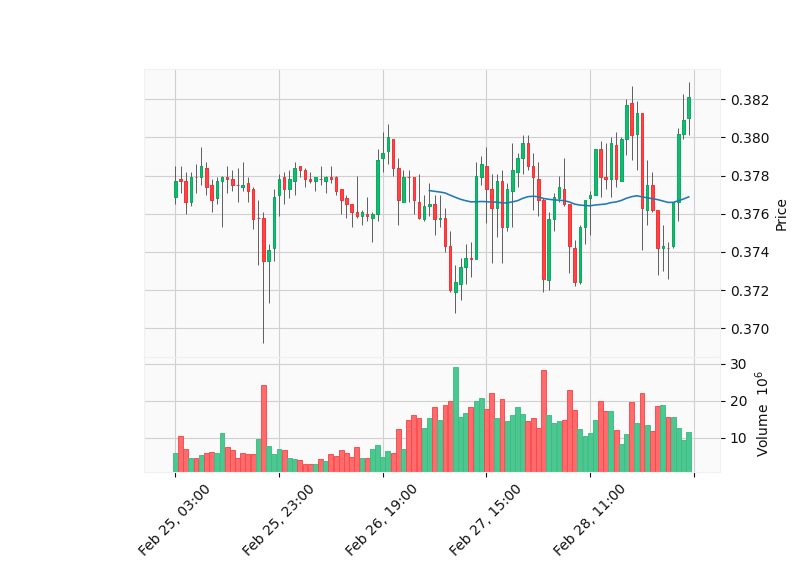 0.382
0.380
0.378
0.376
0.374
0.372
0.370
Price
30
20
10
Volume 10^6
Feb 25, 03:00
Feb 25, 23:00
Feb 26, 19:00
Feb 27, 15:00
Feb 28, 11:00